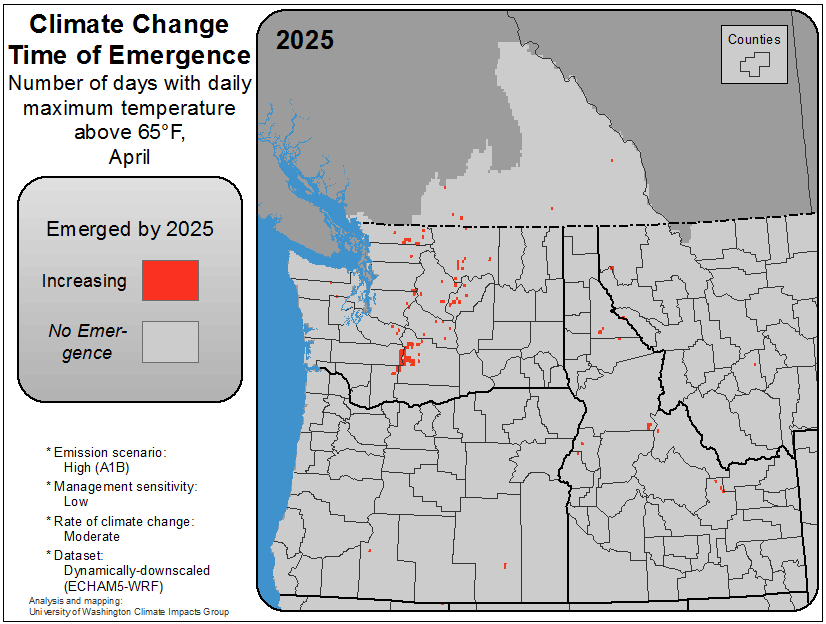 Climate Change
Time of Emergence
Number of days with daily
maximum temperature
above 65°F,
April
Emerged by 2025
Increasing
No Emer-
gence
* Emission scenario:
High (A1B)
* Management sensitivity:
Low
* Rate of climate change:
Moderate
* Dataset:
Dynamically-downscaled
(ECHAM5-WRF)
Analysis and mapping:
University of Washington Climate Impacts Group
2025
Counties